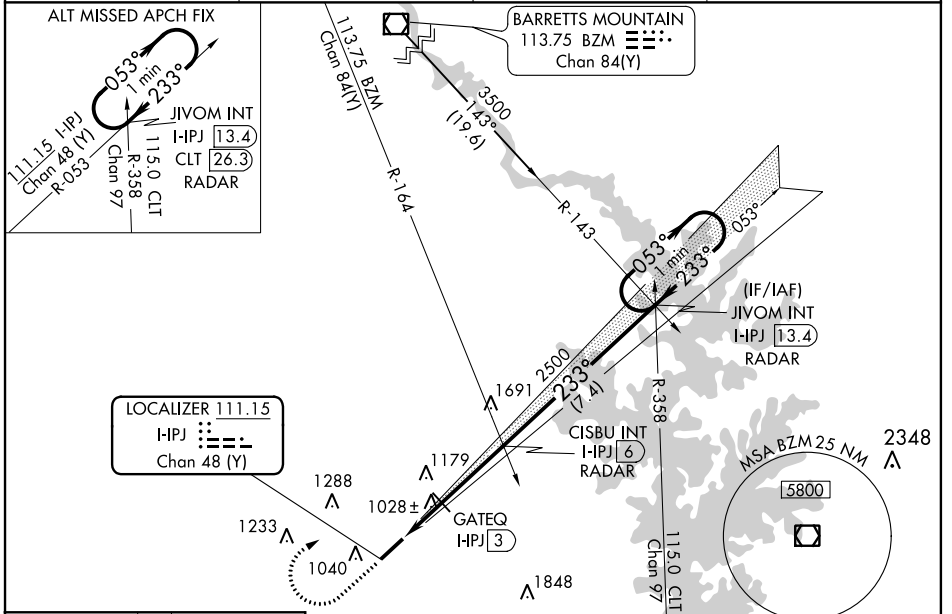 ALT MISSED APCH FIX
053°
1 min
233°
JIVOM INT
I-IPJ 13.4
CLT 26.3
RADAR
111.15 I-IPJ
Chan 48 (Y)
R-053
115.0 CLT
Chan 97
R-358
113.75 BZM
Chan 84(Y)
R-164
BARRETTS MOUNTAIN
113.75 BZM
Chan 84(Y)
3500
143°
(19.6)
R-143
053°
1 min
233°
053°
(IF/IAF)
JIVOM INT
I-IPJ 13.4
RADAR
2500
233°
(7.4)
R-358
115.0 CLT
Chan 97
1691
CISBU INT
I-IPJ 6
RADAR
LOCALIZER 111.15
I-IPJ
Chan 48 (Y)
1179
1288
1028 ±
1233
1040
GATEQ
I-IPJ 3
1848
MSA BZM 25 NM
5800
2348